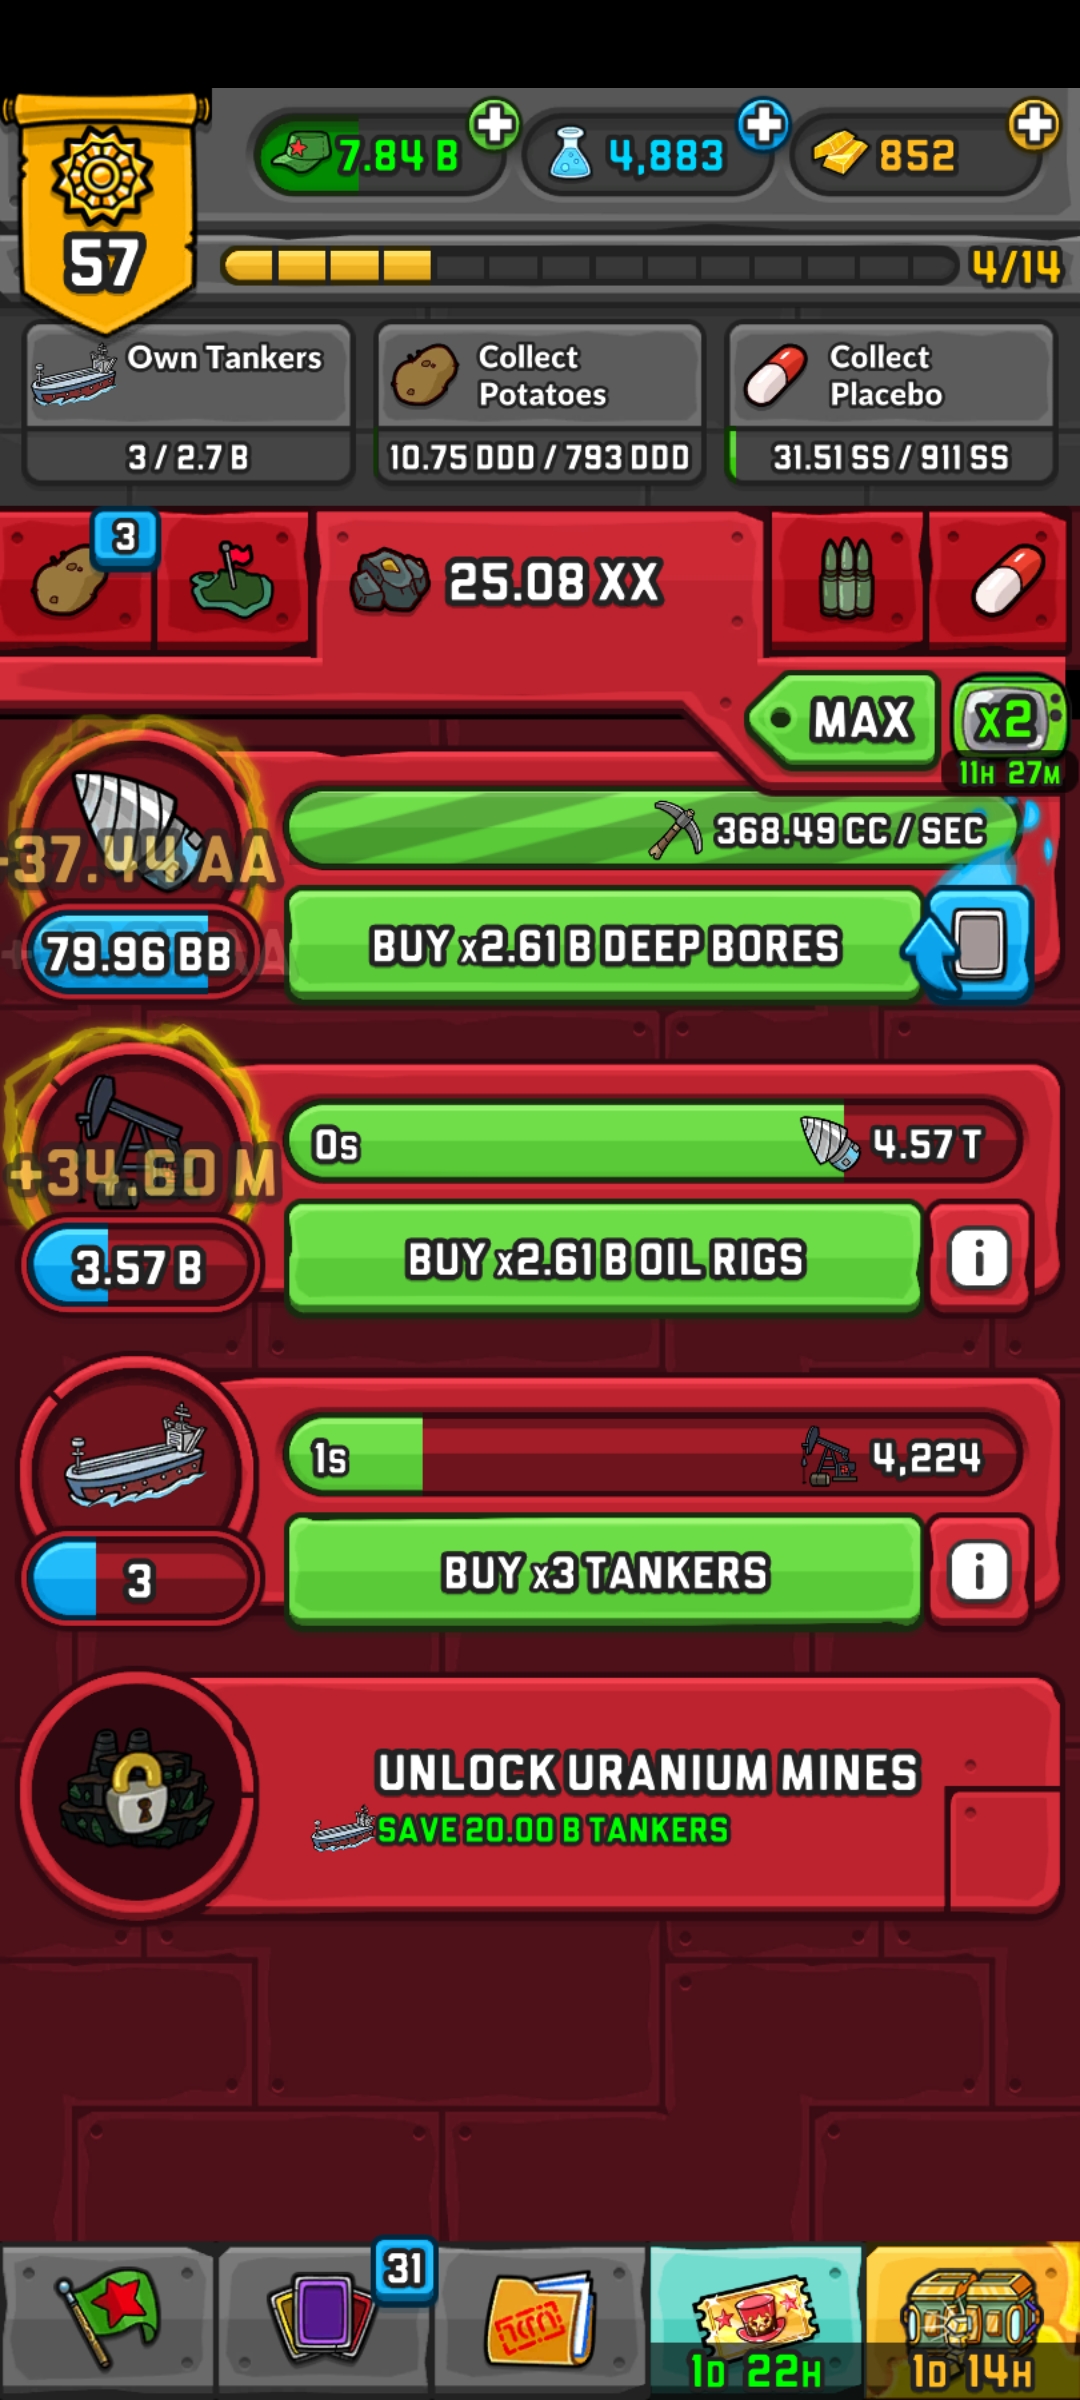 7.84 B
4,883
852
57
4/14
Own Tankers
3 / 2.7 B
Collect
Potatoes
10.75 DDD / 793 DDD
Collect
Placebo
31.51 SS / 911 SS
3
25.08 XX
MAX
x2
11H 27M
368.49 CC / SEC
37.44 AA
79.96 BB
BUY x2.61 B DEEP BORES
0s
4.57 T
+34.60 M
3.57 B
BUY x2.61 B OIL RIGS
i
1s
4,224
3
BUY x3 TANKERS
i
UNLOCK URANIUM MINES
SAVE 20.00 B TANKERS
31
1D 22H
1D 14H